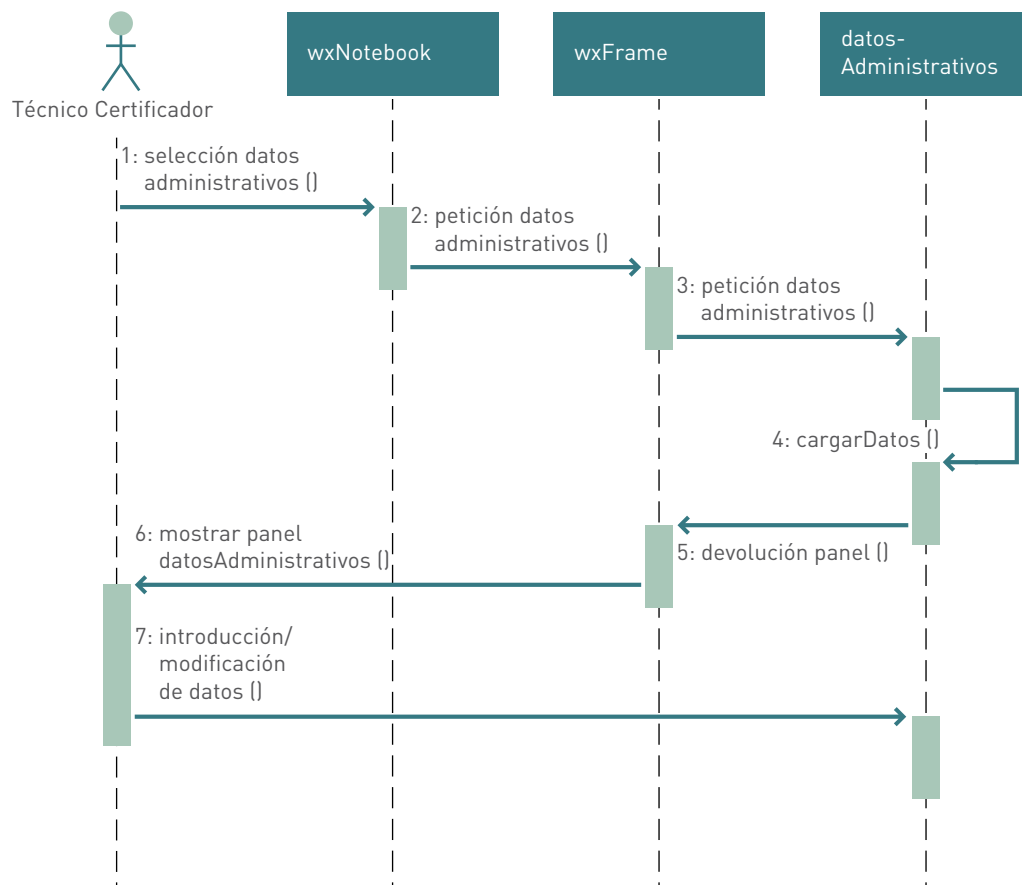 wxNotebook
wxFrame
datos-
Administrativos
Técnico Certificador
1: selección datos
administrativos ()
2: petición datos
administrativos ()
3: petición datos
administrativos ()
4: cargarDatos ()
5: devolución panel ()
6: mostrar panel
datosAdministrativos ()
7: introducción/
modificación
de datos ()